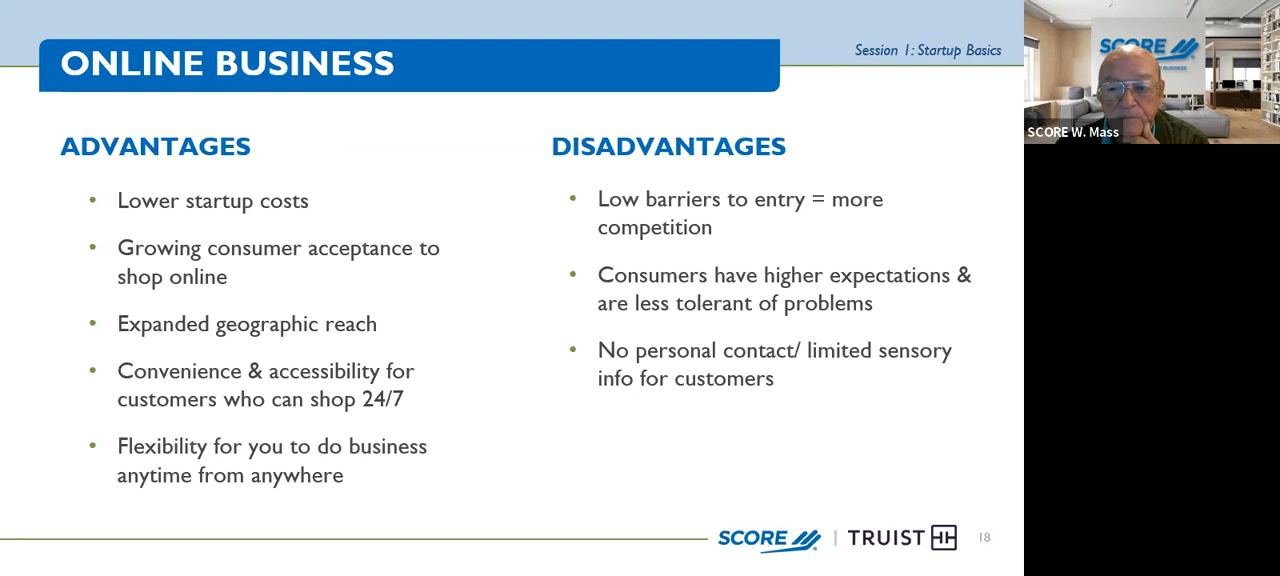 ONLINE BUSINESS
Session 1: Startup Basics
ADVANTAGES
• Lower startup costs
• Growing consumer acceptance to
shop online
• Expanded geographic reach
• Convenience & accessibility for
customers who can shop 24/7
• Flexibility for you to do business
anytime from anywhere
DISADVANTAGES
• Low barriers to entry = more
competition
• Consumers have higher expectations &
are less tolerant of problems
• No personal contact/ limited sensory
info for customers
SCORE | TRUIST
18
SCORE
BUSINESS
SCORE W. Mass